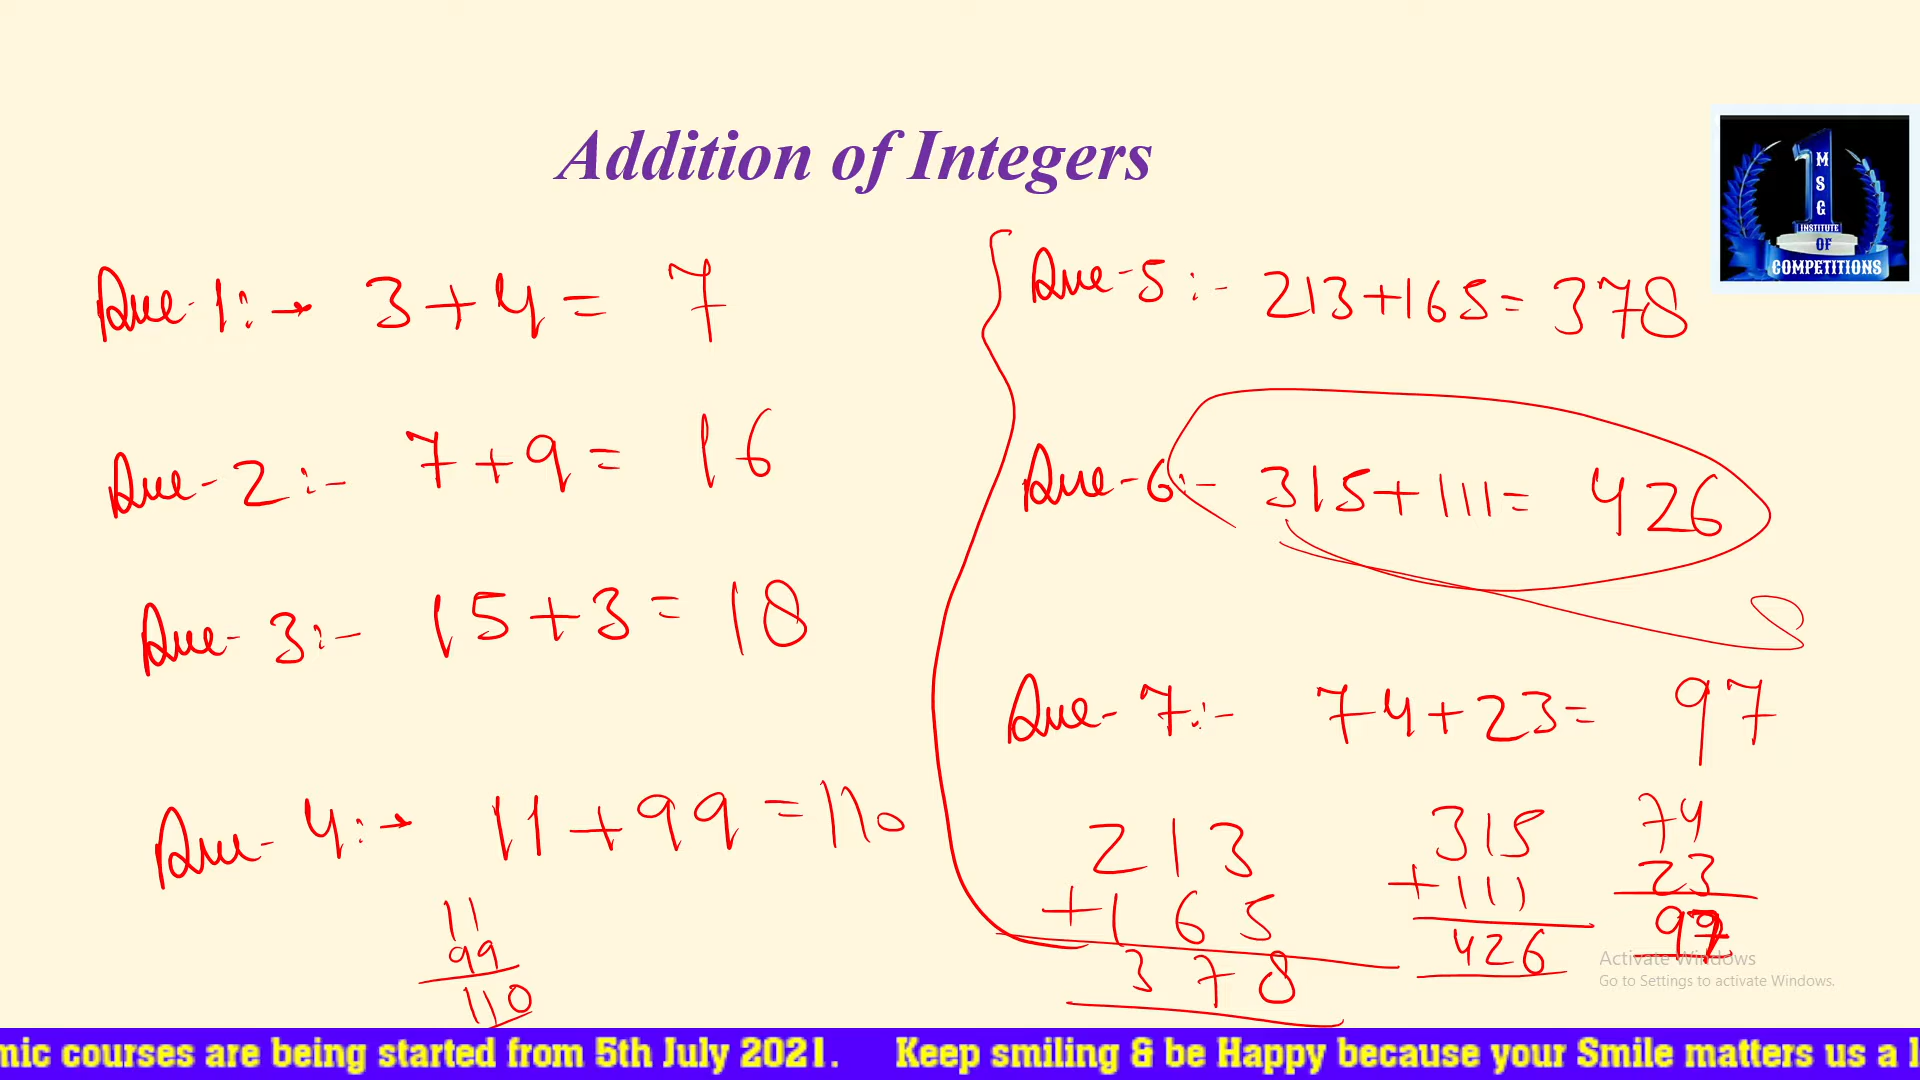 Addition of Integers
Que-1:→ 3+4= 7
Que-2:- 7+9= 16
Que-3:- 15+3= 18
Que-4:→ 11+99=110
11
99
110
Que-5:- 213+165=378
Que-6:- 315+111= 426
Que-7:- 74+23= 97
213
+165
378
315
+111
426
74
23
97
1
MSG
INSTITUTE
OF
COMPETITIONS
Activate Windows
Go to Settings to activate Windows.
mic courses are being started from 5th July 2021. Keep smiling & be Happy because your Smile matters us a l